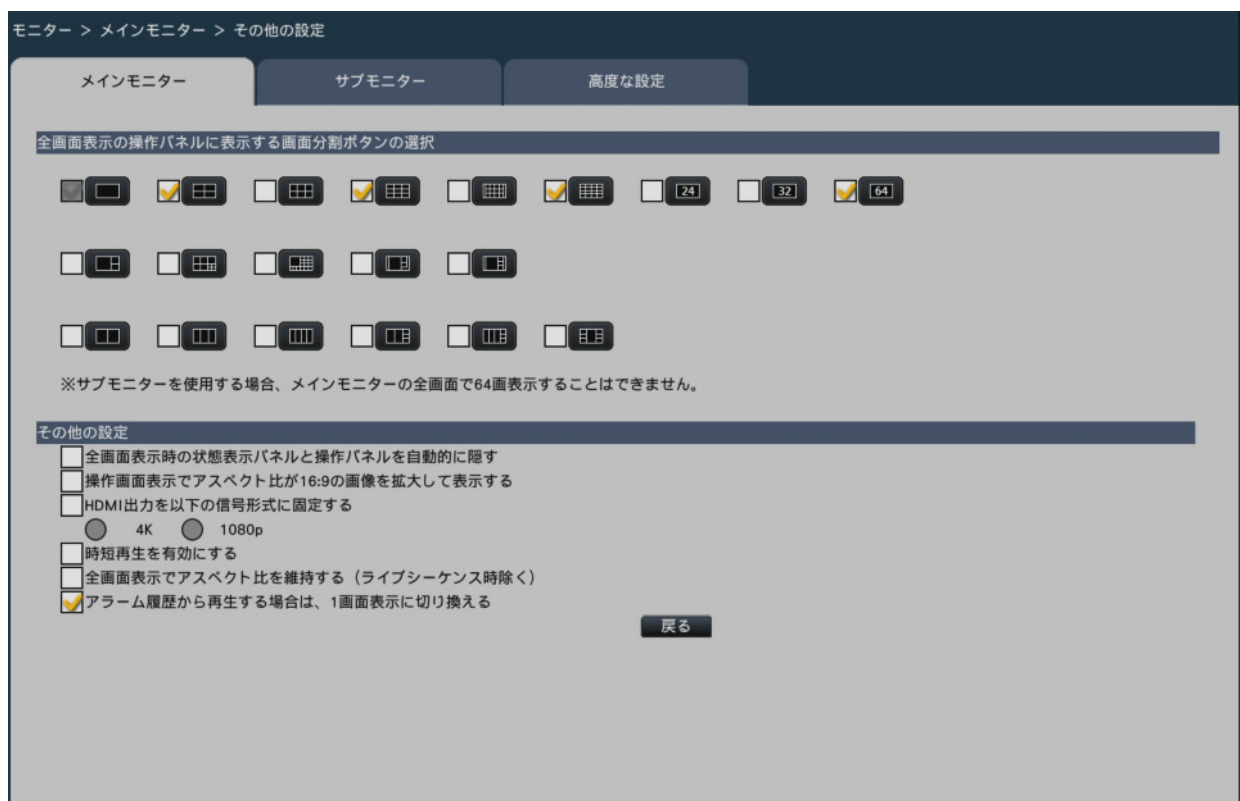 モニター > メインモニター > その他の設定
メインモニター サブモニター 高度な設定
全画面表示の操作パネルに表示する画面分割ボタンの選択
24 32 64
※サブモニターを使用する場合、メインモニターの全画面で64画表示することはできません。
その他の設定
全画面表示時の状態表示パネルと操作パネルを自動的に隠す
操作画面表示でアスペクト比が16:9の画像を拡大して表示する
HDMI出力を以下の信号形式に固定する
4K 1080p
時短再生を有効にする
全画面表示でアスペクト比を維持する（ライブシーケンス時除く）
アラーム履歴から再生する場合は、1画面表示に切り換える
戻る